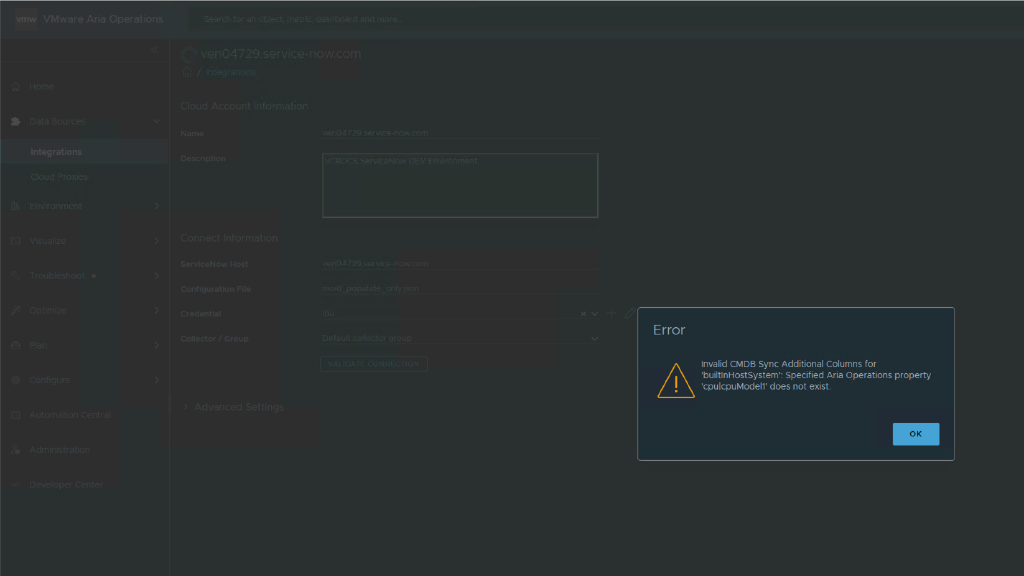 vmw VMware Aria Operations
Search for an object, metric, dashboard and more...
ven04729.service-now.com
/ Integrations
Home
Data Sources
Integrations
Cloud Proxies
Environment
Visualize
Troubleshoot
Optimize
Plan
Configure
Automation Central
Administration
Developer Center
Cloud Account Information
Name
ven04729.service-now.com
Description
ServiceNow DEV Environment
Connect Information
ServiceNow Host
ven04729.service-now.com
Configuration File
Credential
Collector / Group
Default collector group
VALIDATE CONNECTION
Advanced Settings
Error
Invalid CMDB Sync Additional Columns for
'builtinHostSystem': Specified Aria Operations property
'cpu|cpuModel1' does not exist.
OK